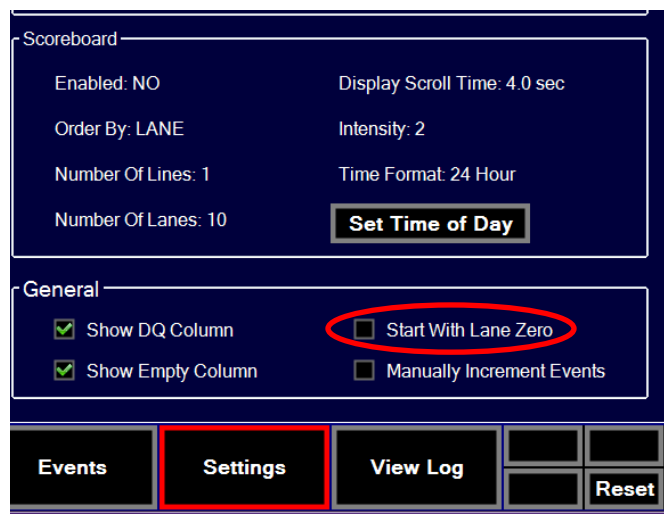 Scoreboard
Enabled: NO
Display Scroll Time: 4.0 sec
Order By: LANE
Intensity: 2
Number Of Lines: 1
Time Format: 24 Hour
Number Of Lanes: 10
Set Time of Day
General
Show DQ Column
Start With Lane Zero
Show Empty Column
Manually Increment Events
Events
Settings
View Log
Reset